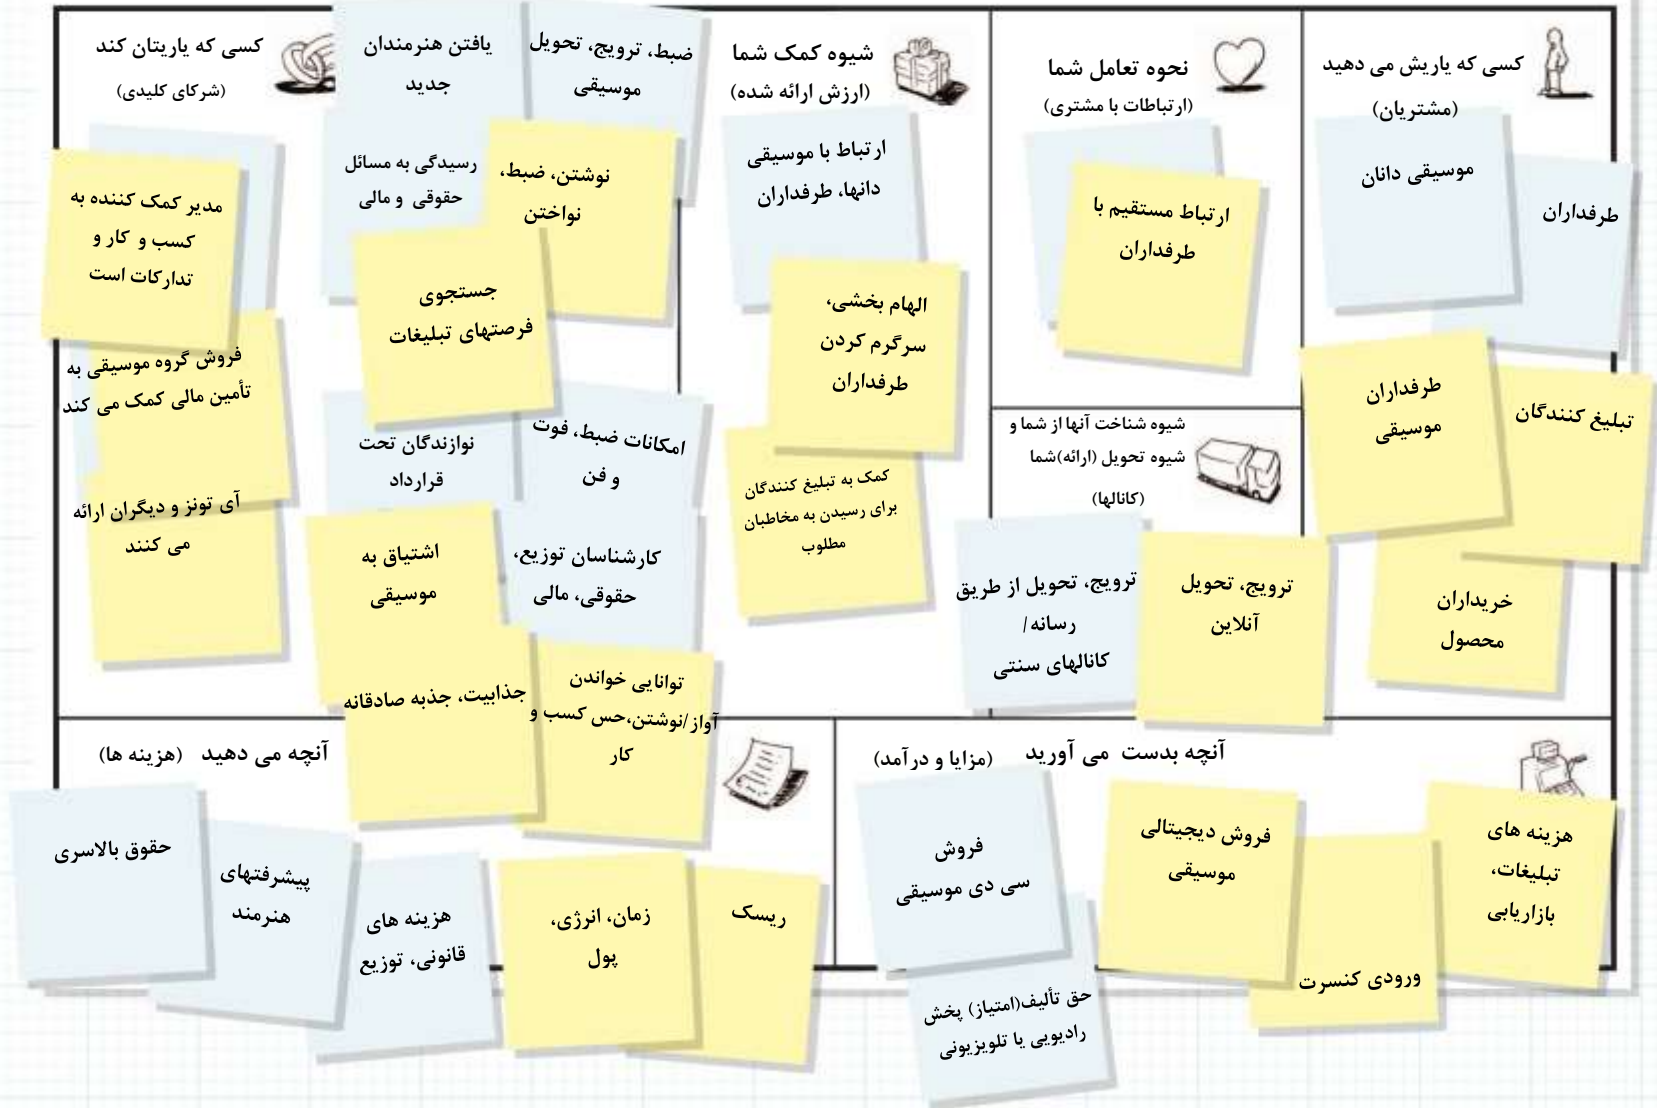 کسی که یاریش می دهید
(مشتریان)
موسیقی دانان
طرفداران
طرفداران
موسیقی
تبلیغ کنندگان
خریداران
محصول
نحوه تعامل شما
(ارتباطات با مشتری)
ارتباط مستقیم با
طرفداران
شیوه شناخت آنها از شما و
شیوه تحویل (ارائه)شما
(کانالها)
ترویج، تحویل
آنلاین
ترویج، تحویل از طریق
رسانه/
کانالهای سنتی
شیوه کمک شما
(ارزش ارائه شده)
ارتباط با موسیقی
دانها، طرفداران
الهام بخشی،
سرگرم کردن
طرفداران
کمک به تبلیغ کنندگان
برای رسیدن به مخاطبان
مطلوب
ضبط، ترویج، تحویل
موسیقی
یافتن هنرمندان
جدید
نوشتن، ضبط،
نواختن
رسیدگی به مسائل
حقوقی و مالی
جستجوی
فرصتهای تبلیغات
امکانات ضبط، فوت
و فن
نوازندگان تحت
قرارداد
کارشناسان توزیع،
حقوقی، مالی
اشتیاق به
موسیقی
توانایی خواندن
آواز/نوشتن،حس کسب و
کار
جذابیت، جذبه صادقانه
کسی که یاریتان کند
(شرکای کلیدی)
مدیر کمک کننده به
کسب و کار و
تدارکات است
فروش گروه موسیقی به
تأمین مالی کمک می کند
آی تونز و دیگران ارائه
می کنند
آنچه بدست می آورید (مزایا و درآمد)
هزینه های
تبلیغات،
بازاریابی
ورودی کنسرت
فروش دیجیتالی
موسیقی
فروش
سی دی موسیقی
حق تألیف(امتیاز) پخش
رادیویی یا تلویزیونی
آنچه می دهید (هزینه ها)
ریسک
زمان، انرژی،
پول
هزینه های
قانونی، توزیع
پیشرفتهای
هنرمند
حقوق بالاسری